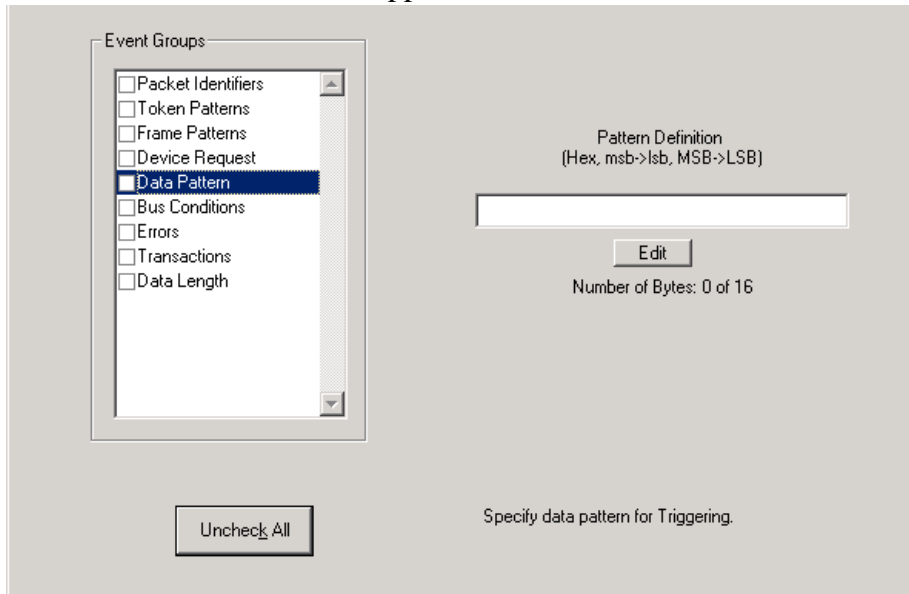 Event Groups
Packet Identifiers
Token Patterns
Frame Patterns
Device Request
Data Pattern
Bus Conditions
Errors
Transactions
Data Length
Uncheck All
Pattern Definition
(Hex, msb->lsb, MSB->LSB)
Edit
Number of Bytes: 0 of 16
Specify data pattern for Triggering.